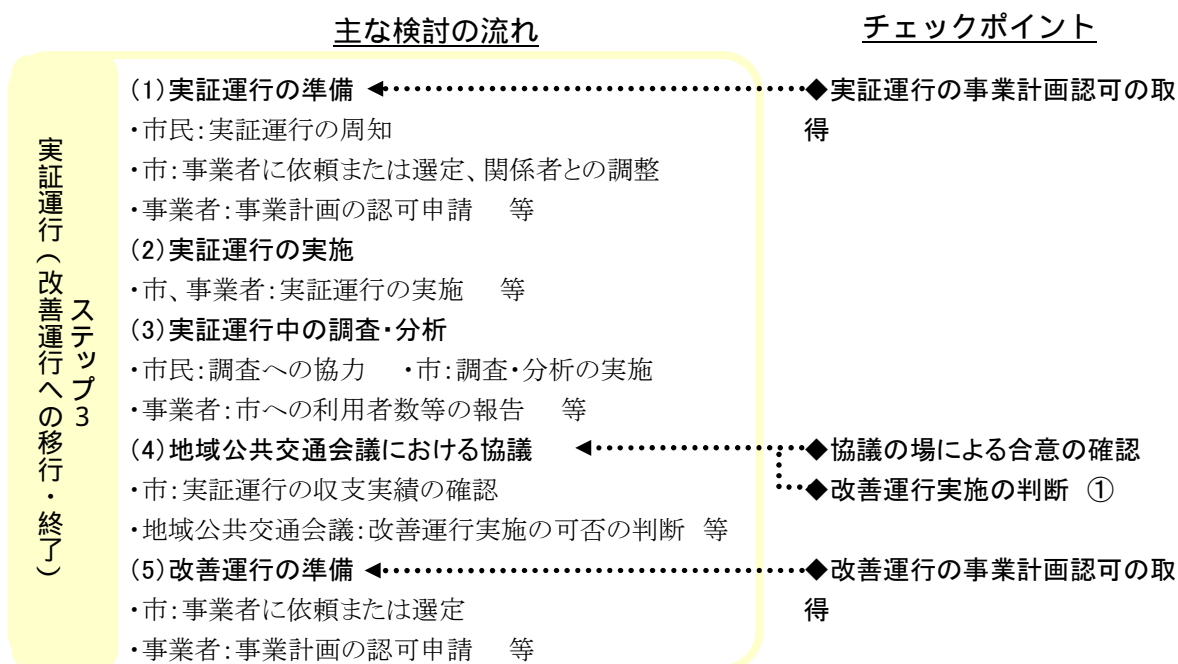 主な検討の流れ
チェックポイント
ステップ3
実証運行(改善運行への移行・終了)
(1)実証運行の準備
◆実証運行の事業計画認可の取
得
・市民:実証運行の周知
・市:事業者に依頼または選定、関係者との調整
・事業者:事業計画の認可申請 等
(2)実証運行の実施
・市、事業者:実証運行の実施 等
(3)実証運行中の調査・分析
・市民:調査への協力 ・市:調査・分析の実施
・事業者:市への利用者数等の報告 等
(4)地域公共交通会議における協議
◆協議の場による合意の確認
・市:実証運行の収支実績の確認
◆改善運行実施の判断 ①
・地域公共交通会議:改善運行実施の可否の判断 等
(5)改善運行の準備
◆改善運行の事業計画認可の取
得
・市:事業者に依頼または選定
・事業者:事業計画の認可申請 等